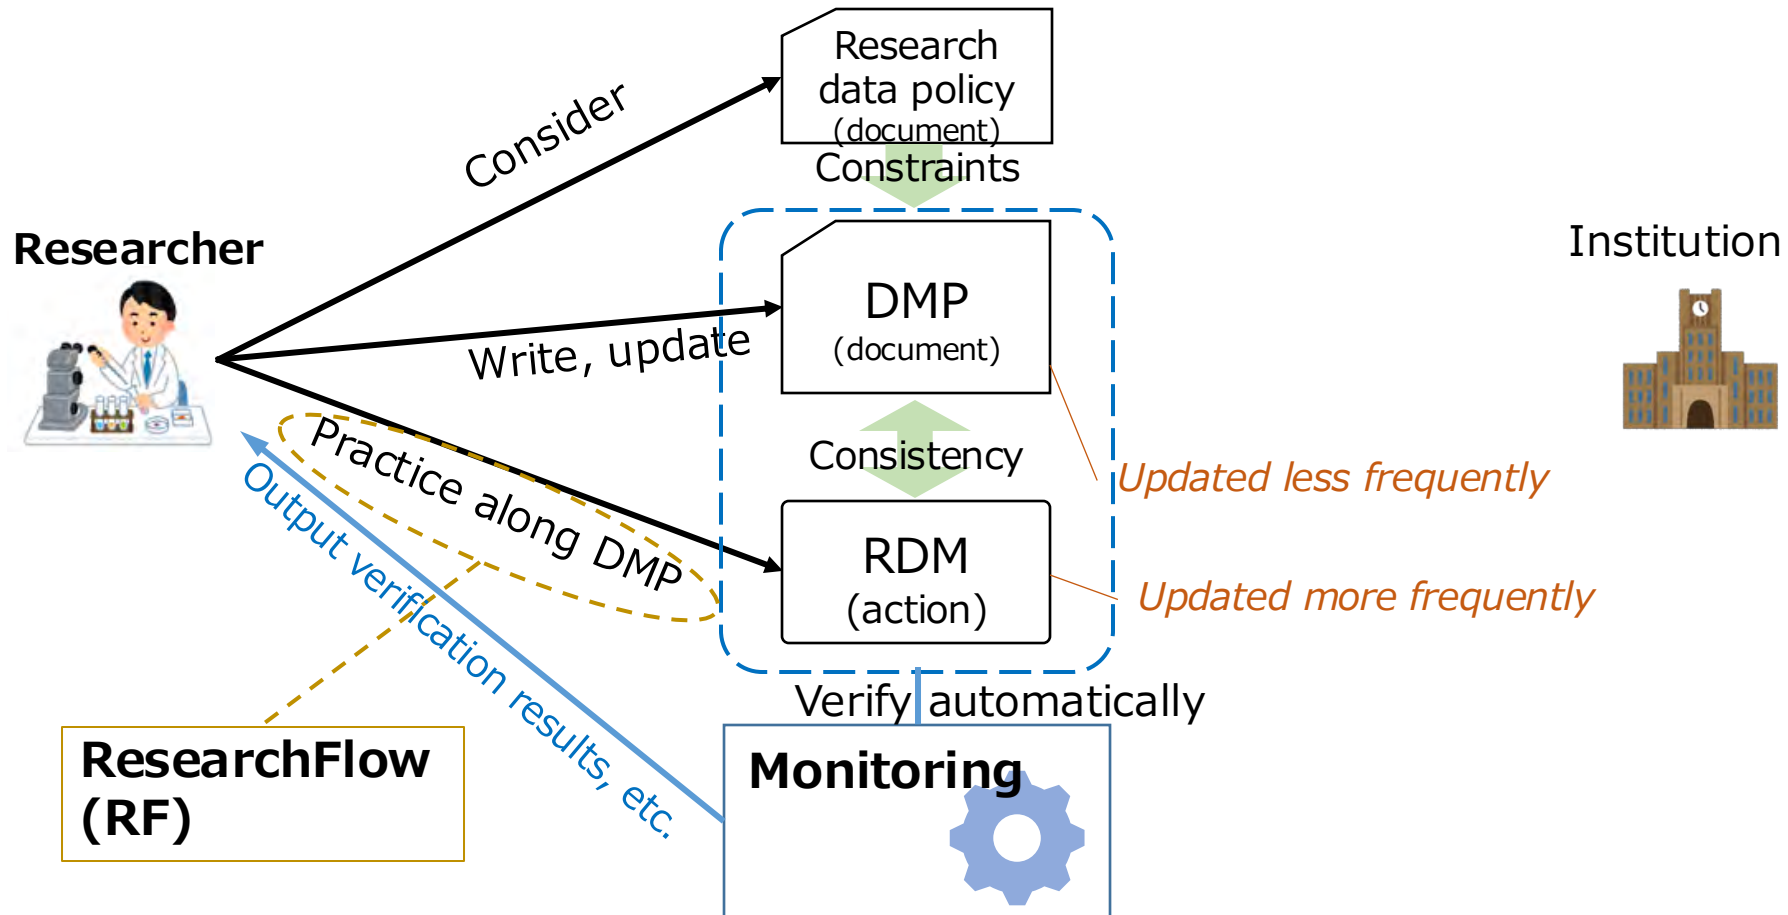 Research
data policy
(document)
Consider
Constraints
Researcher
Institution
DMP
(document)
Write, update
Practice along DMP
Consistency
Updated less frequently
Output verification results, etc.
RDM
(action)
Updated more frequently
Verify automatically
ResearchFlow
(RF)
Monitoring